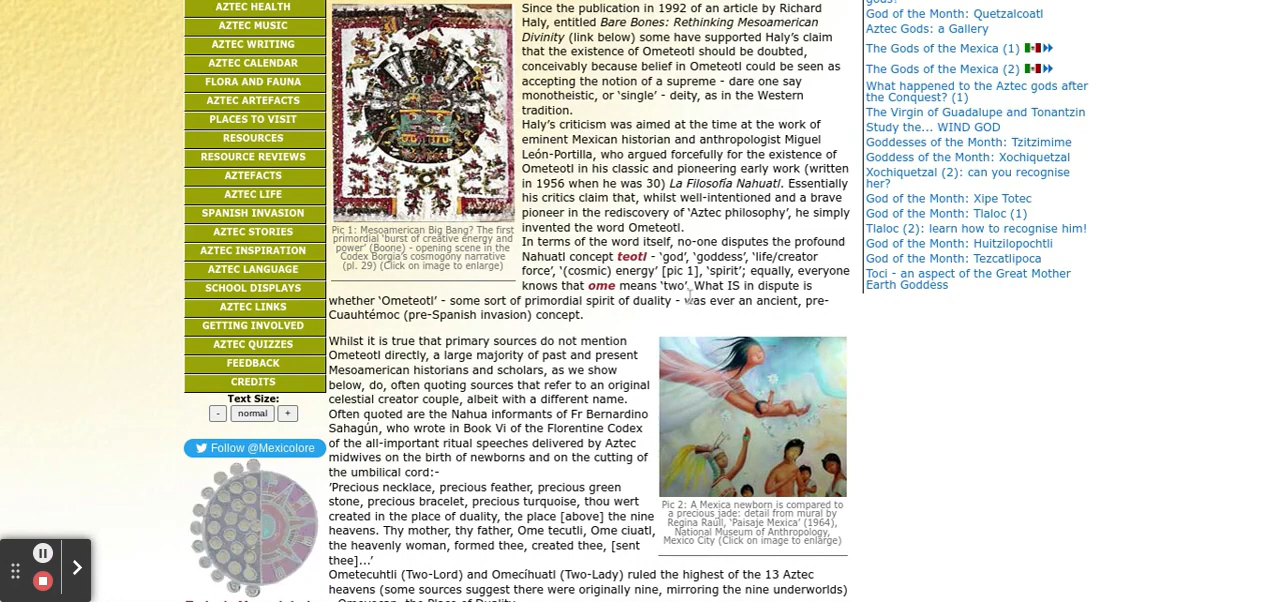 AZTEC HEALTH
AZTEC MUSIC
AZTEC WRITING
AZTEC CALENDAR
FLORA AND FAUNA
AZTEC ARTEFACTS
PLACES TO VISIT
RESOURCES
RESOURCE REVIEWS
AZTEFACTS
AZTEC LIFE
SPANISH INVASION
AZTEC STORIES
AZTEC INSPIRATION
AZTEC LANGUAGE
SCHOOL DISPLAYS
AZTEC LINKS
GETTING INVOLVED
AZTEC QUIZZES
FEEDBACK
CREDITS
Text Size:
- normal +
Follow @Mexicolore
Since the publication in 1992 of an article by Richard
Haly, entitled Bare Bones: Rethinking Mesoamerican
Divinity (link below) some have supported Haly's claim
that the existence of Ometeotl should be doubted,
conceivably because belief in Ometeotl could be seen as
accepting the notion of a supreme - dare one say
monotheistic, or 'single' - deity, as in the Western
tradition.
Haly's criticism was aimed at the time at the work of
eminent Mexican historian and anthropologist Miguel
León-Portilla, who argued forcefully for the existence of
Ometeotl in his classic and pioneering early work (written
in 1956 when he was 30) La Filosofía Nahuatl. Essentially
his critics claim that, whilst well-intentioned and a brave
pioneer in the rediscovery of 'Aztec philosophy', he simply
invented the word Ometeotl.
In terms of the word itself, no-one disputes the profound
Nahuatl concept teotl - 'god', 'goddess', 'life/creator
force', '(cosmic) energy' [pic 1], 'spirit'; equally, everyone
knows that ome means 'two'. What IS in dispute is
whether 'Ometeotl' - some sort of primordial spirit of duality - was ever an ancient, pre-
Cuauhtémoc (pre-Spanish invasion) concept.
Pic 1: Mesoamerican Big Bang? The first
primordial 'burst of creative energy and
power' (Boone) - opening scene in the
Codex Borgia's cosmogony narrative
(pl. 29) (Click on image to enlarge)
Whilst it is true that primary sources do not mention
Ometeotl directly, a large majority of past and present
Mesoamerican historians and scholars, as we show
below, do, often quoting sources that refer to an original
celestial creator couple, albeit with a different name.
Often quoted are the Nahua informants of Fr Bernardino
Sahagún, who wrote in Book Vi of the Florentine Codex
of the all-important ritual speeches delivered by Aztec
midwives on the birth of newborns and on the cutting of
the umbilical cord:-
'Precious necklace, precious feather, precious green
stone, precious bracelet, precious turquoise, thou wert
created in the place of duality, the place [above] the nine
heavens. Thy mother, thy father, Ome tecutli, Ome ciuatl,
the heavenly woman, formed thee, created thee, [sent
thee]...'
Ometecuhtli (Two-Lord) and Omecíhuatl (Two-Lady) ruled the highest of the 13 Aztec
heavens (some sources suggest there were originally nine, mirroring the nine underworlds)
- Omeyocan, the Place of Duality.
Pic 2: A Mexica newborn is compared to
a precious jade: detail from mural by
Regina Raull, 'Paisaje Mexica' (1964),
National Museum of Anthropology,
Mexico City (Click on image to enlarge)
gods?
God of the Month: Quetzalcoatl
Aztec Gods: a Gallery
The Gods of the Mexica (1)
The Gods of the Mexica (2)
What happened to the Aztec gods after
the Conquest? (1)
The Virgin of Guadalupe and Tonantzin
Study the... WIND GOD
Goddesses of the Month: Tzitzimime
Goddess of the Month: Xochiquetzal
Xochiquetzal (2): can you recognise
her?
God of the Month: Xipe Totec
God of the Month: Tlaloc (1)
Tlaloc (2): learn how to recognise him!
God of the Month: Huitzilopochtli
God of the Month: Tezcatlipoca
Toci - an aspect of the Great Mother
Earth Goddess